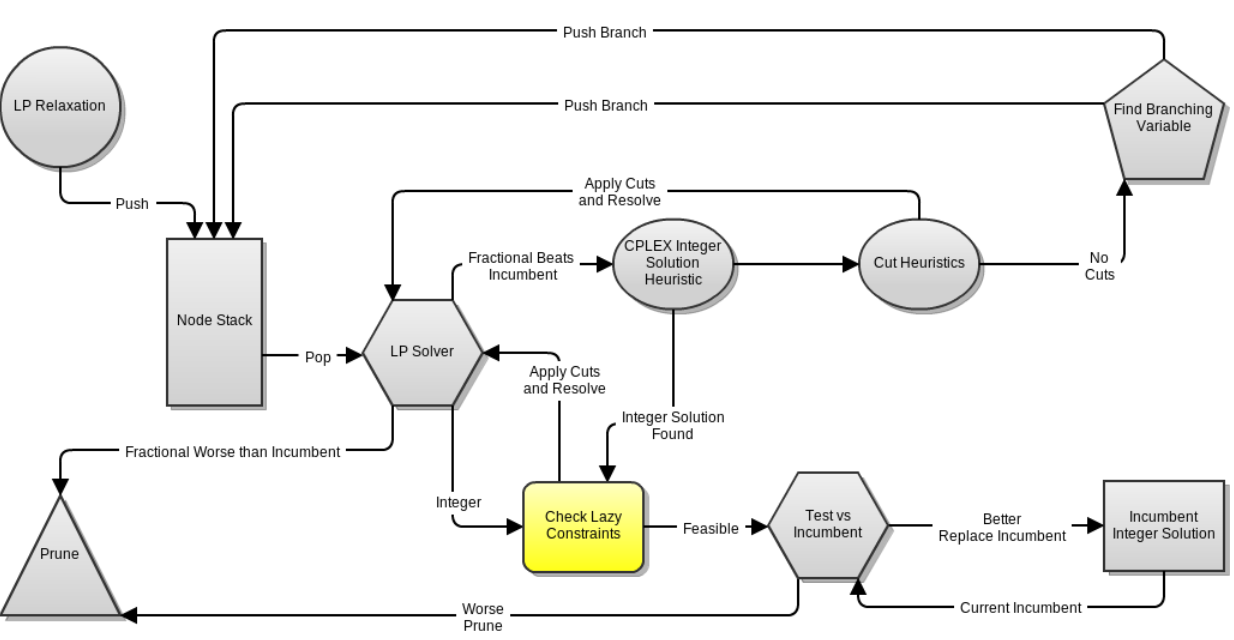 Push Branch
LP Relaxation
Push Branch
Find Branching
Variable
Push
Apply Cuts
and Resolve
Fractional Beats
Incumbent
CPLEX Integer
Solution
Heuristic
Cut Heuristics
No
Cuts
Node Stack
Pop
LP Solver
Apply Cuts
and Resolve
Integer Solution
Found
Fractional Worse than Incumbent
Integer
Check Lazy
Constraints
Feasible
Test vs
Incumbent
Better
Replace Incumbent
Incumbent
Integer Solution
Prune
Worse
Prune
Current Incumbent